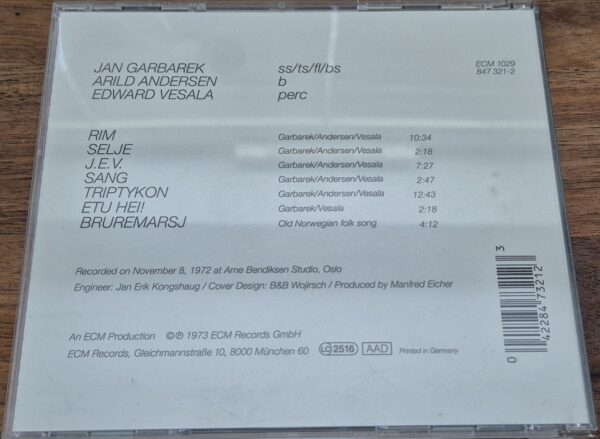 JAN GARBAREK ss/ts/fl/bs ECM 1029
ARILD ANDERSEN b 847 321-2
EDWARD VESALA perc
RIM Garbarek/Andersen/Vesala 10:34
SELJE Garbarek/Andersen/Vesala 2:18
J.E.V. Garbarek/Andersen/Vesala 7:27
SANG Garbarek/Andersen/Vesala 2:47
TRIPTYKON Garbarek/Andersen/Vesala 12:43
ETU HEI! Garbarek/Vesala 2:18
BRUREMARSJ Old Norwegian folk song 4:12
Recorded on November 8, 1972 at Arne Bendiksen Studio, Oslo
Engineer: Jan Erik Kongshaug / Cover Design: B&B Wojirsch / Produced by Manfred Eicher
An ECM Production ©℗ 1973 ECM Records GmbH
ECM Records, Gleichmannstraße 10, 8000 München 60 LC 2516 AAD Printed in Germany
0 42284 73212 3